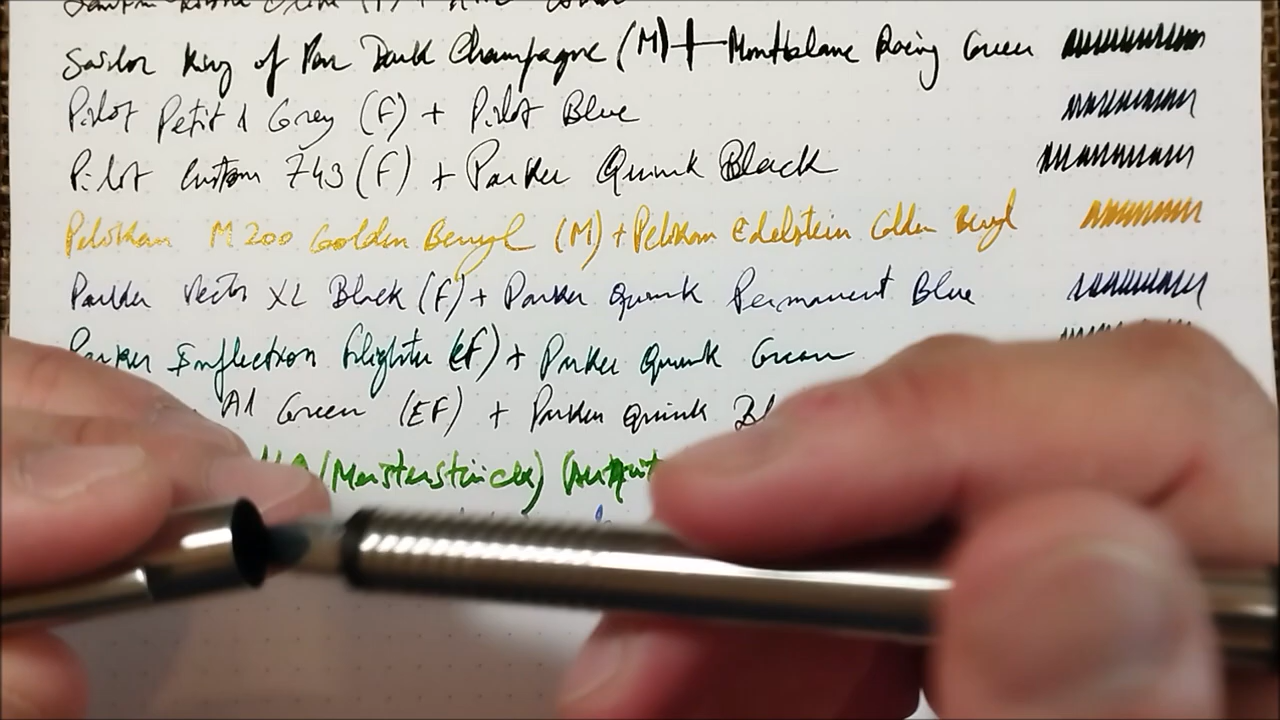 Sailor King of Pen Dark Champagne (M) + Montblanc Racing Green
Pilot Petit 1 Grey (F) + Pilot Blue
Pilot Custom 743 (F) + Parker Quink Black
Pelikan M200 Golden Beryl (M) + Pelikan Edelstein Golden Beryl
Parker Vector XL Black (F) + Parker Quink Permanent Blue
Parker Inflection Flighter (EF) + Parker Quink Green
A1 Green (EF) + Parker Quink Bl
/Meisterstück)